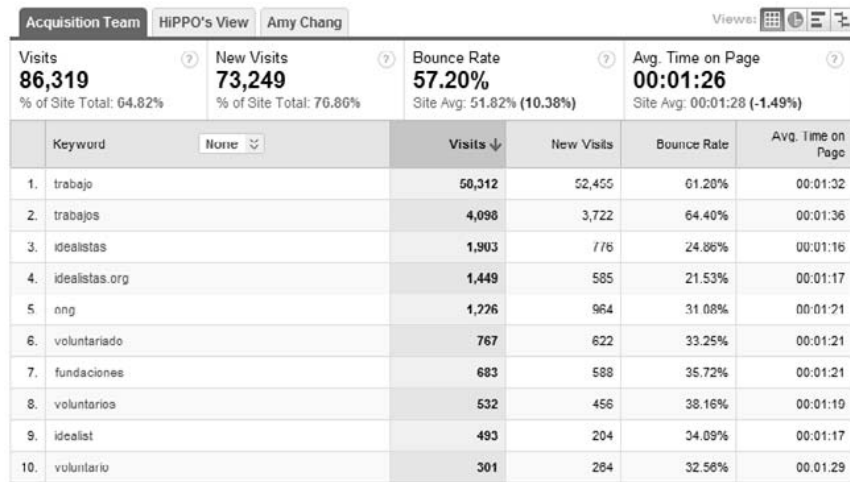 Acquisition Team HiPPO's View Amy Chang Views:
Visits ? New Visits ? Bounce Rate ? Avg. Time on Page ?
86,319 73,249 57.20% 00:01:26
% of Site Total: 64.82% % of Site Total: 76.86% Site Avg: 51.82% (10.38%) Site Avg: 00:01:28 (-1.49%)
Keyword None Visits ↓ New Visits Bounce Rate Avg. Time on
Page
1. trabajo 58,312 52,455 61.28% 00:01:32
2. trabajos 4,098 3,722 64.40% 00:01:36
3. idealistas 1,903 776 24.86% 00:01:16
4. idealistas.org 1,449 585 21.53% 00:01:17
5. ong 1,226 964 31.08% 00:01:21
6. voluntariado 767 622 33.25% 00:01:21
7. fundaciones 683 588 35.72% 00:01:21
8. voluntarios 532 456 38.16% 00:01:19
9. idealist 493 204 34.09% 00:01:17
10. voluntario 301 264 32.56% 00:01:29